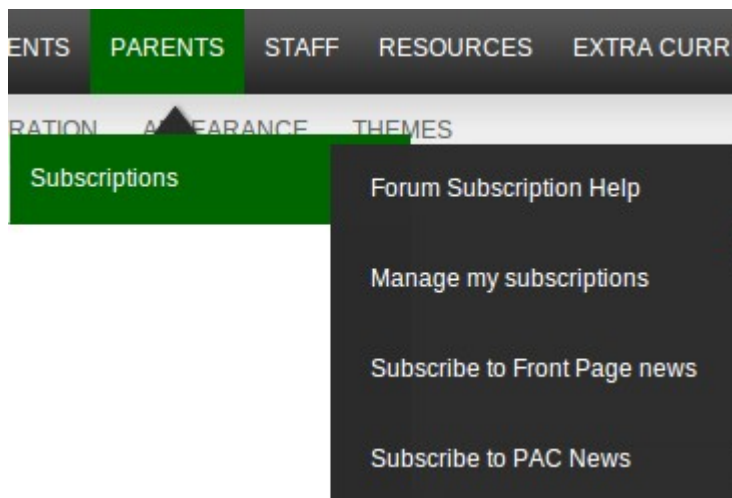 ENTS PARENTS STAFF RESOURCES EXTRA CURR
RATION APPEARANCE THEMES
Subscriptions
Forum Subscription Help
Manage my subscriptions
Subscribe to Front Page news
Subscribe to PAC News